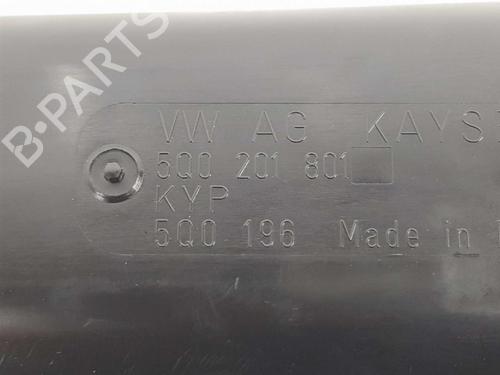 B-PARTS
VW AG KAYS
5Q0 201 801
KYP
5Q0 196 Made in